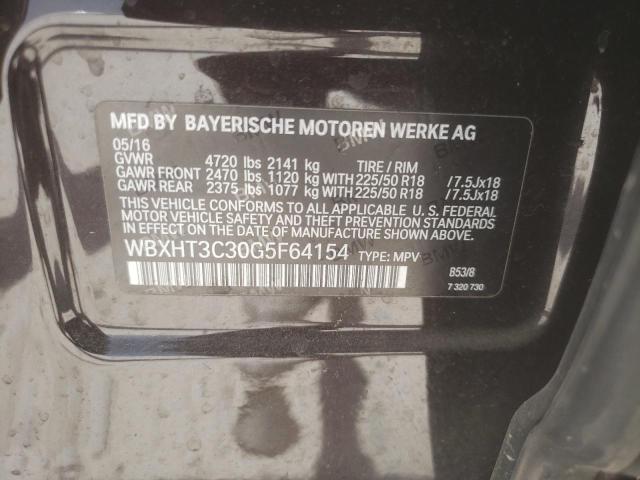 MFD BY BAYERISCHE MOTOREN WERKE AG
05/16
GVWR 4720 lbs 2141 kg TIRE / RIM
GAWR FRONT 2470 lbs 1120 kg WITH 225/50 R18 /7.5Jx18
GAWR REAR 2375 lbs 1077 kg WITH 225/50 R18 /7.5Jx18
THIS VEHICLE CONFORMS TO ALL APPLICABLE U. S. FEDERAL
MOTOR VEHICLE SAFETY AND THEFT PREVENTION STANDARDS
IN EFFECT ON THE DATE OF MANUFACTURE SHOWN ABOVE.
WBXHT3C30G5F64154 TYPE: MPV
853/8
7 320 730